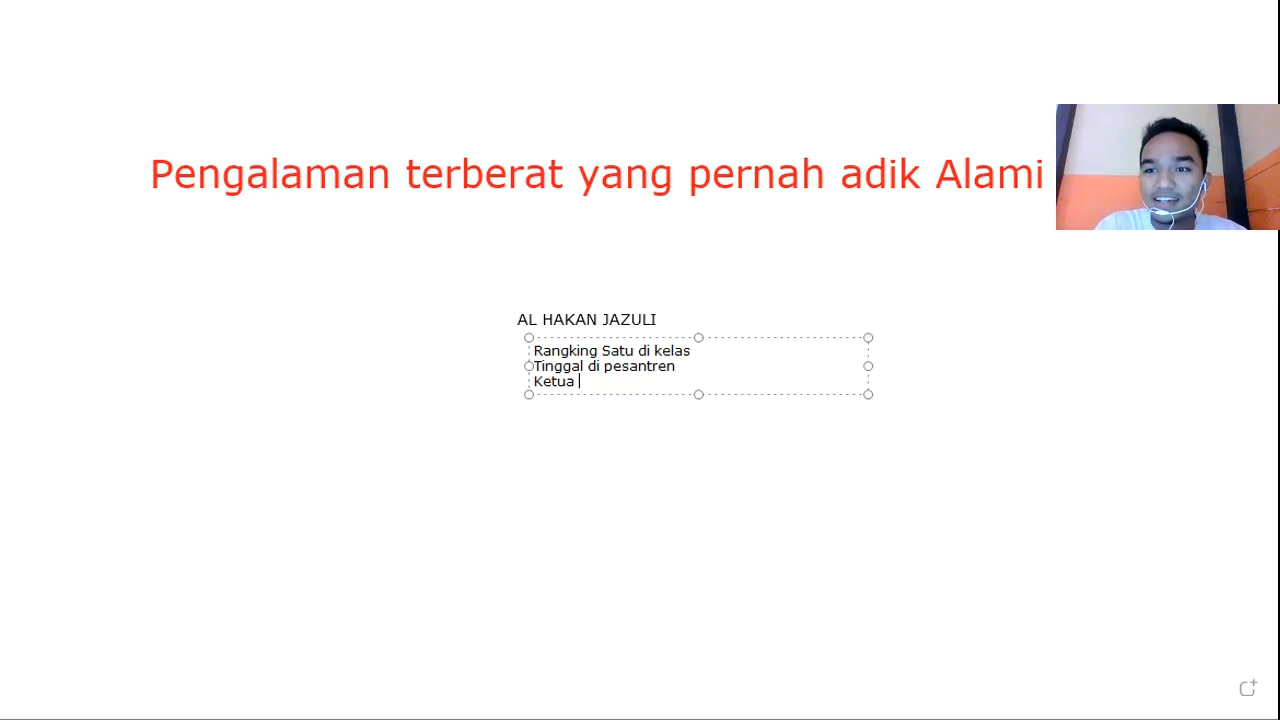 Pengalaman terberat yang pernah adik Alami
AL HAKAN JAZULI
Rangking Satu di kelas
Tinggal di pesantren
Ketua